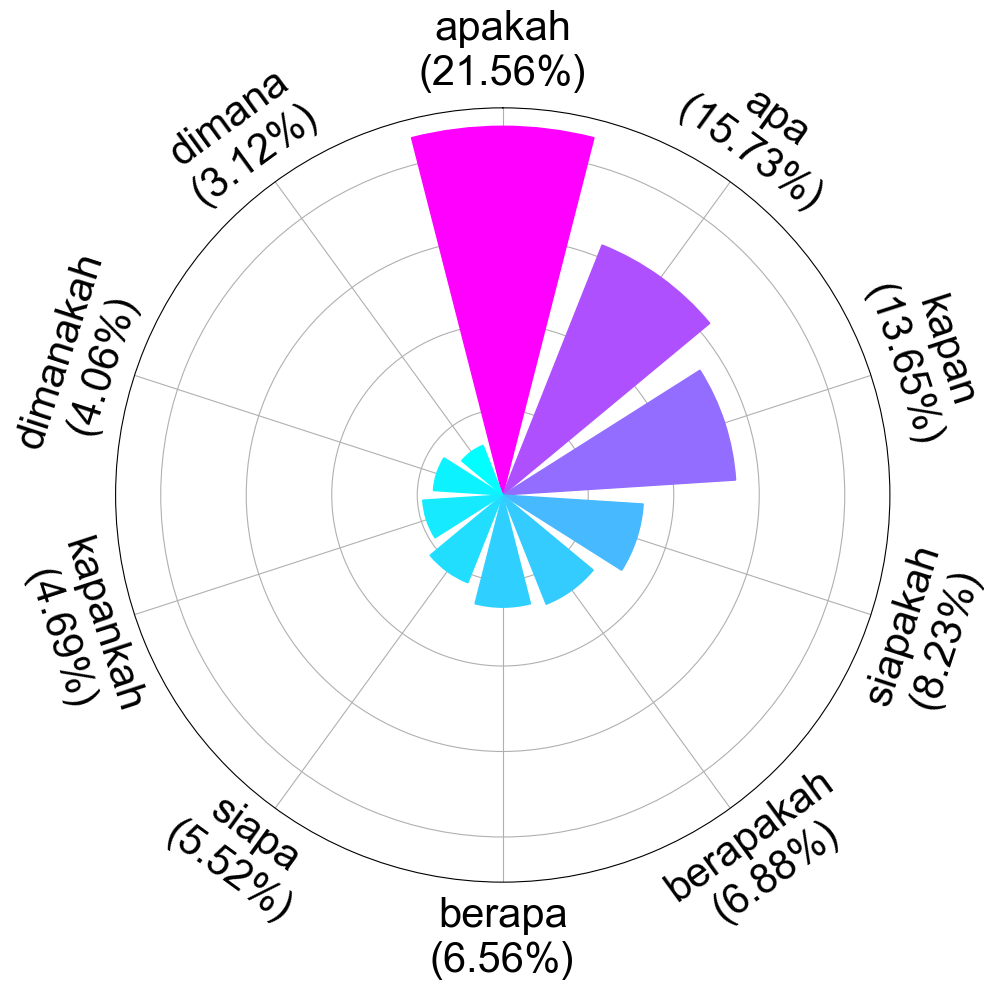 apakah
(21.56%)
apa
(15.73%)
kapan
(13.65%)
siapakah
(8.23%)
berapakah
(6.88%)
berapa
(6.56%)
siapa
(5.52%)
kapankah
(4.69%)
dimanakah
(4.06%)
dimana
(3.12%)